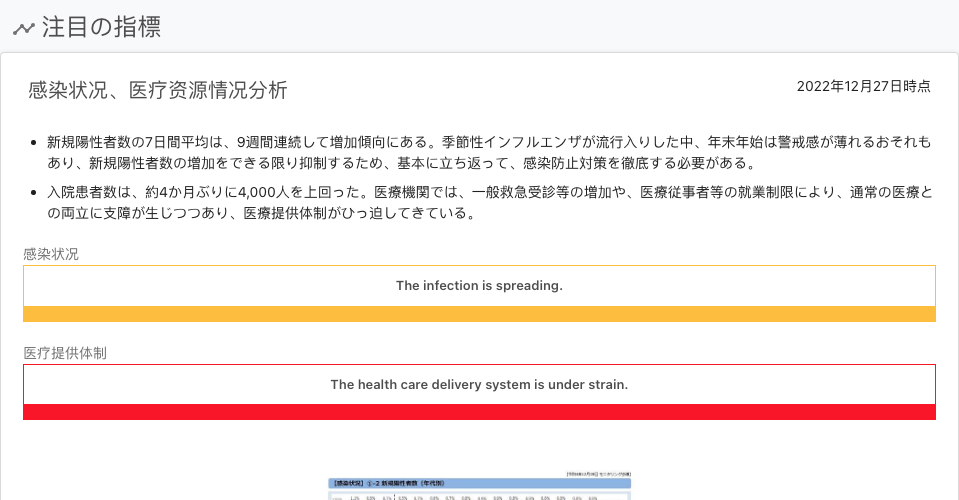 注目の指標
感染状况、医疗资源情况分析
2022年12月27日時点
新規陽性者数の7日間平均は、9週間連続して増加傾向にある。季節性インフルエンザが流行入りした中、年末年始は警戒感が薄れるおそれも
あり、新規陽性者数の増加をできる限り抑制するため、基本に立ち返って、感染防止対策を徹底する必要がある。
入院患者数は、約4か月ぶりに4,000人を上回った。医療機関では、一般救急受診等の増加や、医療従事者等の就業制限により、通常の医療と
の両立に支障が生じつつあり、医療提供体制がひっ迫してきている。
感染状况
The infection is spreading.
医疗提供体制
The health care delivery system is under strain.
【感染状況】①-2 新規陽性者数（年代別）